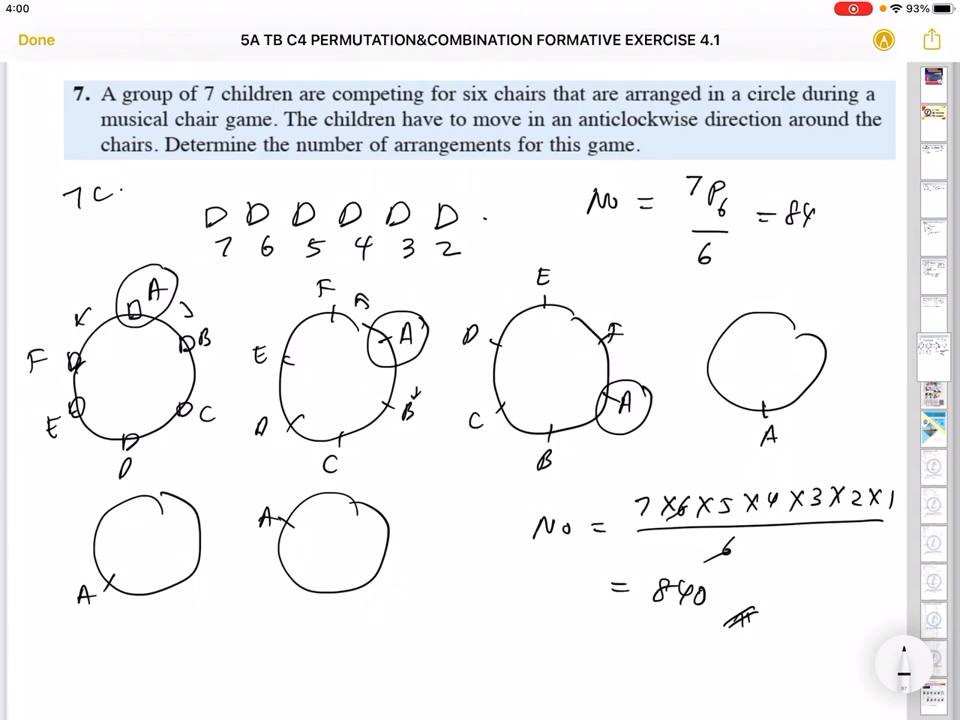 4:00
93%
Done
5A TB C4 PERMUTATION&COMBINATION FORMATIVE EXERCISE 4.1
7. A group of 7 children are competing for six chairs that are arranged in a circle during a
musical chair game. The children have to move in an anticlockwise direction around the
chairs. Determine the number of arrangements for this game.
7 C.
D D D D D D .
7 6 5 4 3 2
No = 7P6 / 6 = 84
A B C D E F
F A A B C D E
E F A B C D
A
A
A
No = 7 X 6 X 5 X 4 X 3 X 2 X 1
6
= 840